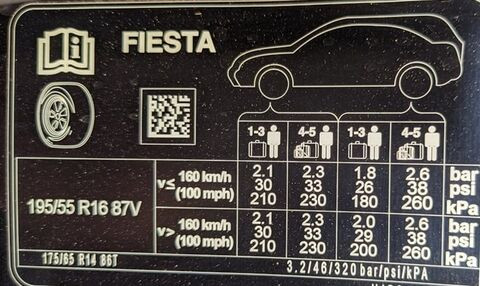 FIESTA
1-3 4-5 1-3 4-5
195/55 R16 87V
v≤ 160 km/h (100 mph)
2.1 2.3 1.8 2.6 bar
30 33 26 38 psi
210 230 180 260 kPa
v> 160 km/h (100 mph)
2.1 2.3 2.0 2.6 bar
30 33 29 38 psi
210 230 200 260 kPa
175/65 R14 86T
3,2/46/320 bar/psi/kPa